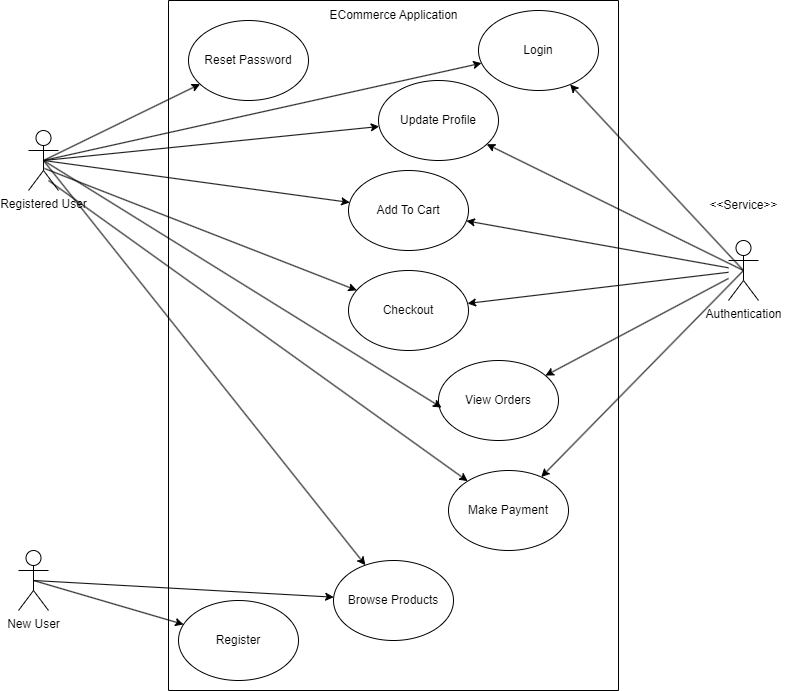 ECommerce Application
Reset Password
Login
Update Profile
Registered User
Add To Cart
<<Service>>
Checkout
Authentication
View Orders
Make Payment
Browse Products
New User
Register